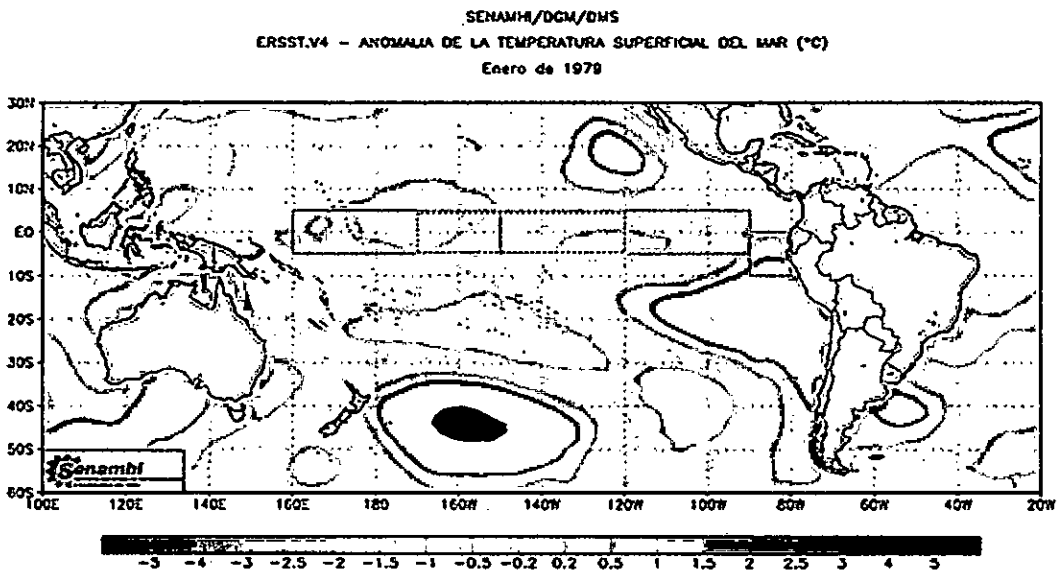 SENAMHI/DGM/DMS
ERSST.V4 - ANOMALIA DE LA TEMPERATURA SUPERFICIAL DEL MAR (°C)
Enero de 1979
30N
20N
10N
EQ
10S
20S
30S
40S
50S
60S
Senamhi
100E 120E 140E 160E 180 160W 140W 120W 100W 80W 60W 40W 20W
-5 -4 -3 -2.5 -2 -1.5 -1 -0.5 -0.2 0.2 0.5 1 1.5 2 2.5 3 4 5